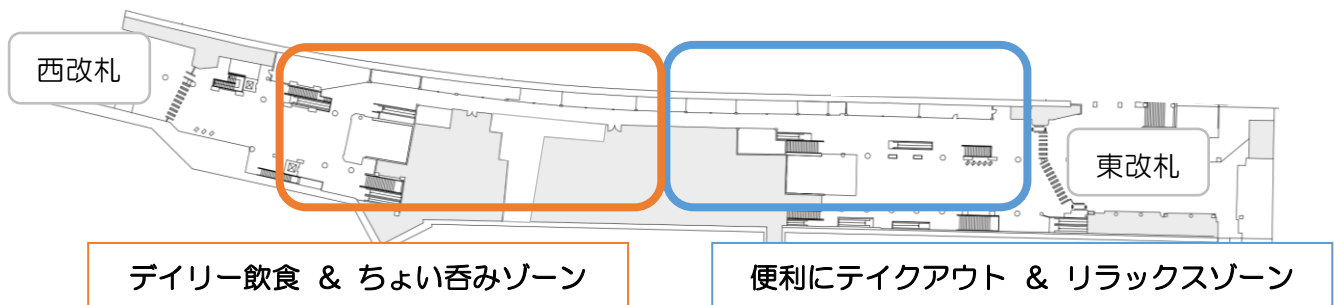 西改札
東改札
デイリー飲食 & ちょい呑みゾーン
便利にテイクアウト & リラックスゾーン